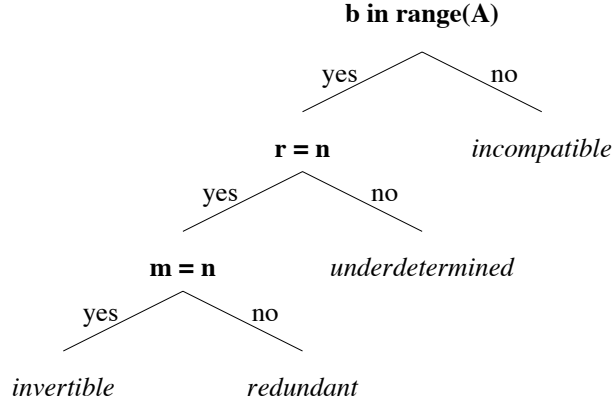 b in range(A)
yes
no
r = n
incompatible
yes
no
m = n
underdetermined
yes
no
invertible
redundant